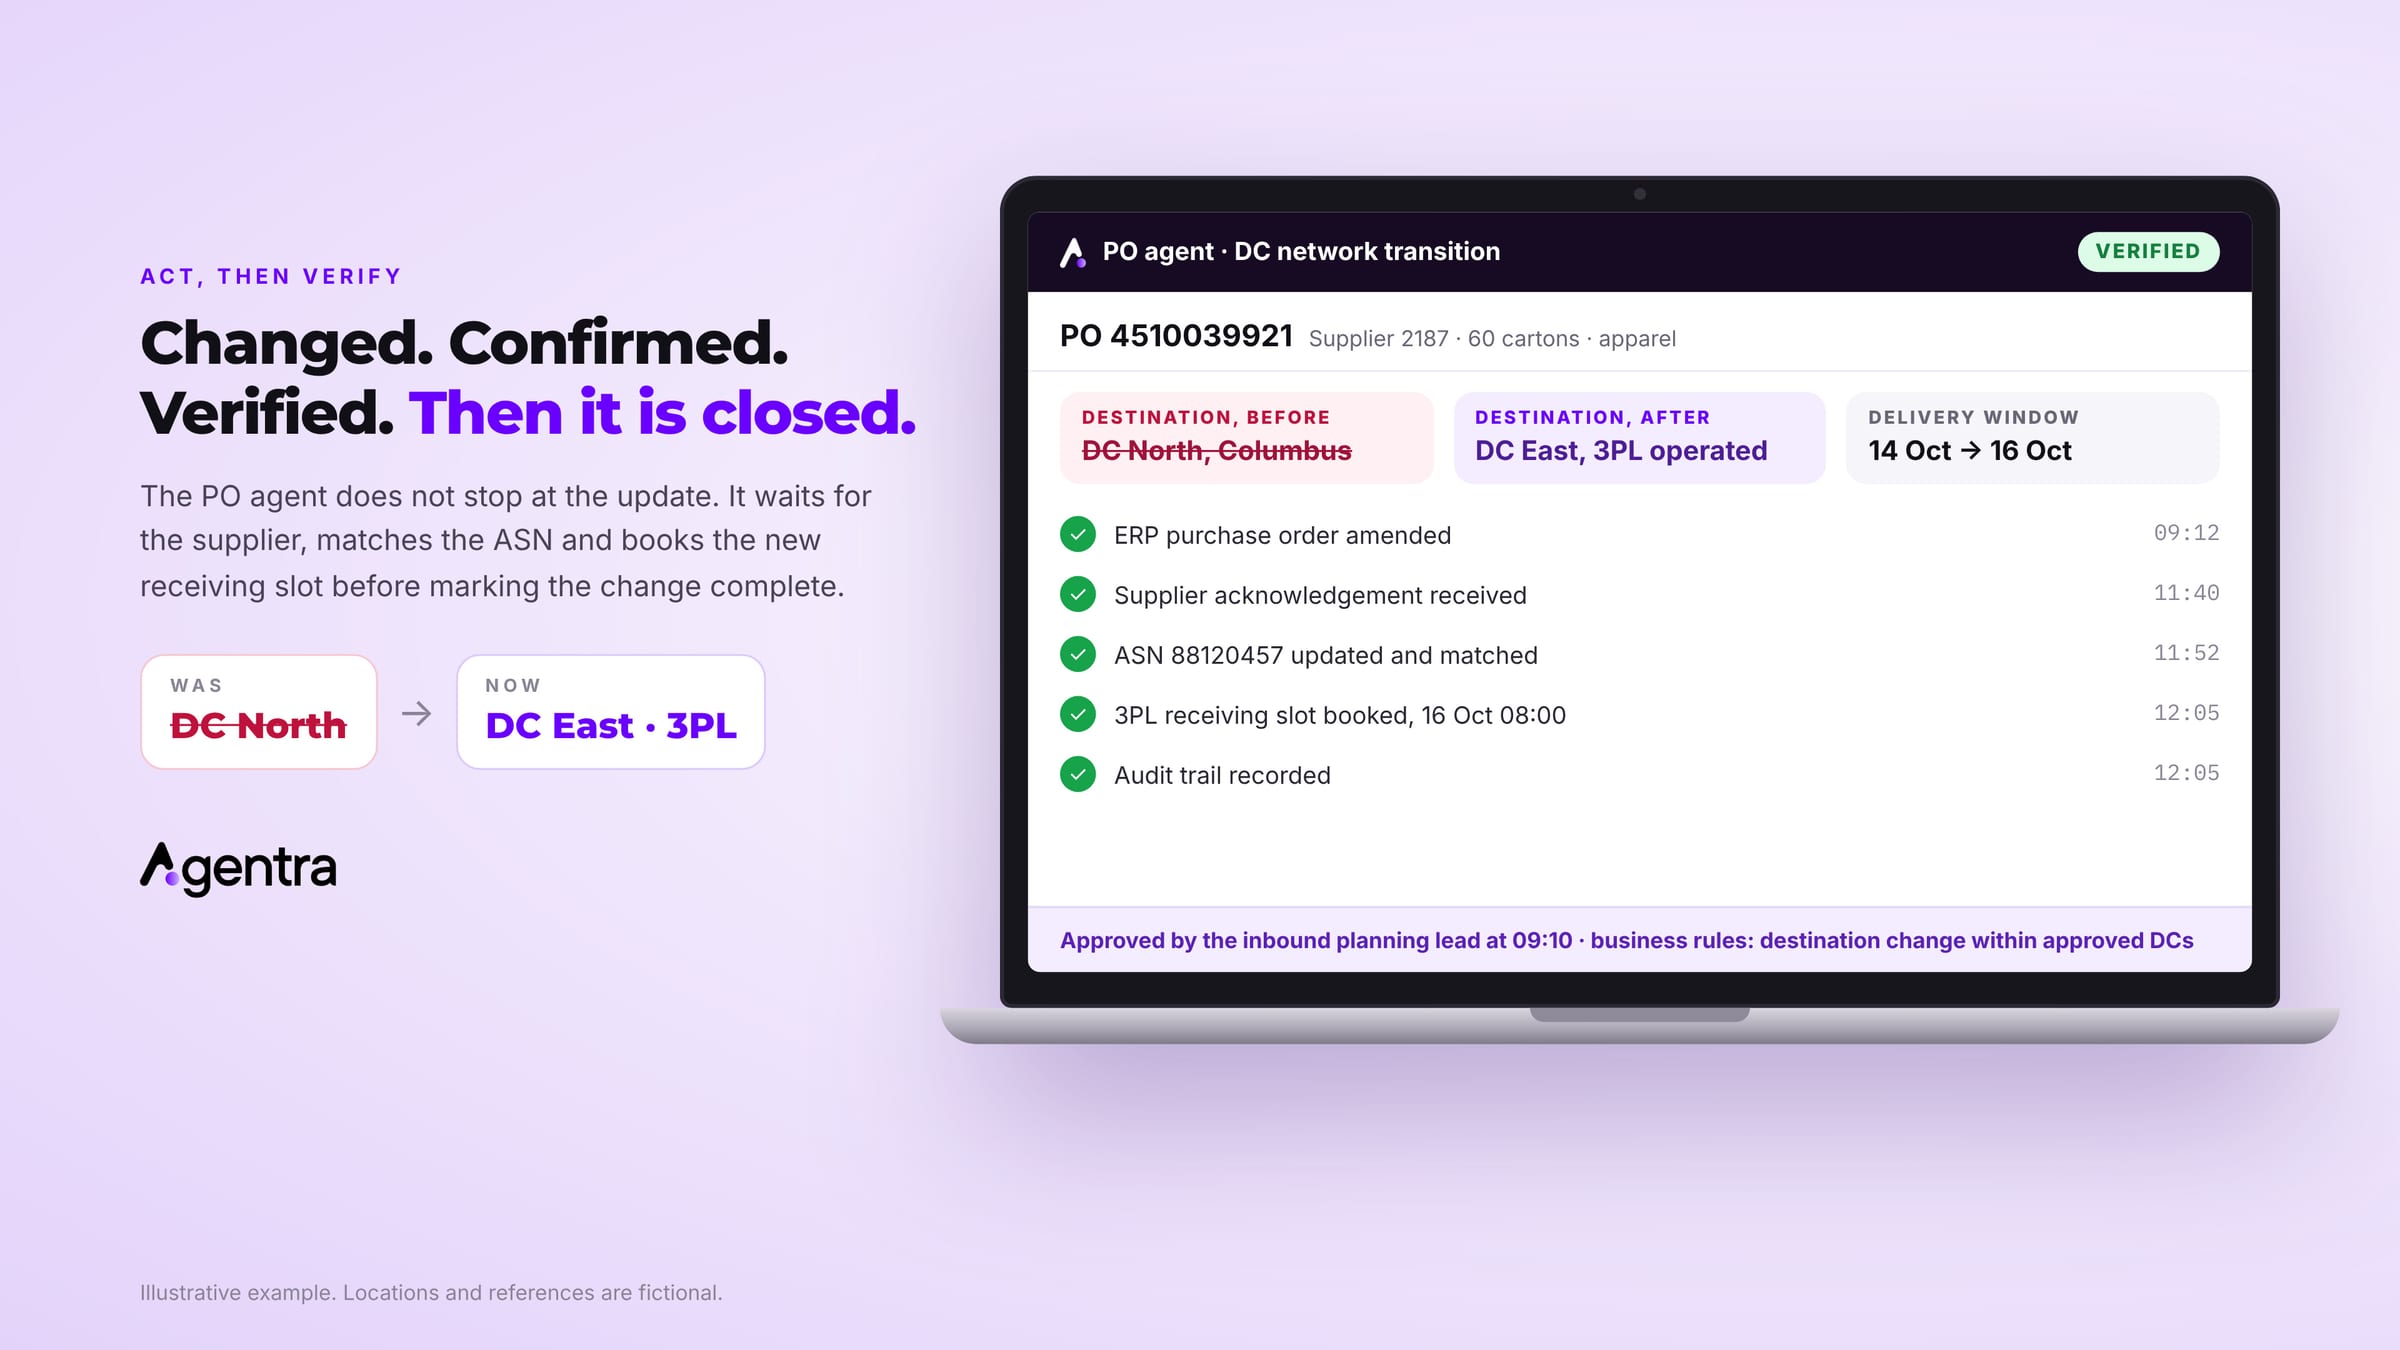 ACT, THEN VERIFY
Changed. Confirmed.
Verified. Then it is closed.
The PO agent does not stop at the update. It waits for
the supplier, matches the ASN and books the new
receiving slot before marking the change complete.
WAS
DC North
NOW
DC East · 3PL
Agentra
Illustrative example. Locations and references are fictional.
PO agent · DC network transition
VERIFIED
PO 4510039921 Supplier 2187 · 60 cartons · apparel
DESTINATION, BEFORE
DC North, Columbus
DESTINATION, AFTER
DC East, 3PL operated
DELIVERY WINDOW
14 Oct → 16 Oct
ERP purchase order amended 09:12
Supplier acknowledgement received 11:40
ASN 88120457 updated and matched 11:52
3PL receiving slot booked, 16 Oct 08:00 12:05
Audit trail recorded 12:05
Approved by the inbound planning lead at 09:10 · business rules: destination change within approved DCs